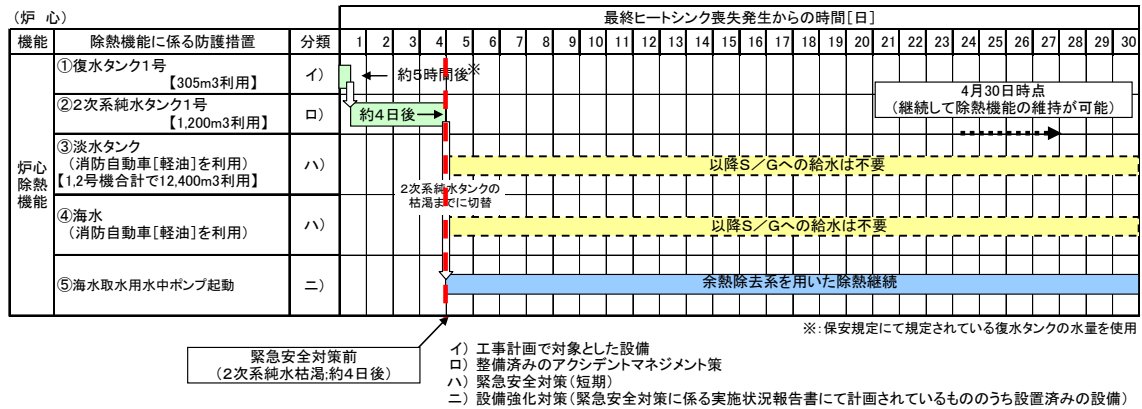 (炉 心)
最終ヒートシンク喪失発生からの時間[日]
機能 除熱機能に係る防護措置 分類 1 2 3 4 5 6 7 8 9 10 11 12 13 14 15 16 17 18 19 20 21 22 23 24 25 26 27 28 29 30
炉心
除熱
機能
①復水タンク1号
【305m3利用】
イ)
約5時間後※
②2次系純水タンク1号
【1,200m3利用】
ロ)
約4日後
4月30日時点
(継続して除熱機能の維持が可能)
③淡水タンク
(消防自動車[軽油]を利用)
【1,2号機合計で12,400m3利用】
ハ)
以降S/Gへの給水は不要
2次系純水タンクの
枯渇までに切替
④海水
(消防自動車[軽油]を利用)
ハ)
以降S/Gへの給水は不要
⑤海水取水用水中ポンプ起動
ニ)
余熱除去系を用いた除熱継続
※:保安規定にて規定されている復水タンクの水量を使用
緊急安全対策前
(2次系純水枯渇;約4日後)
イ) 工事計画で対象とした設備
ロ) 整備済みのアクシデントマネジメント策
ハ) 緊急安全対策(短期)
ニ) 設備強化対策(緊急安全対策に係る実施状況報告書にて計画されているもののうち設置済みの設備)